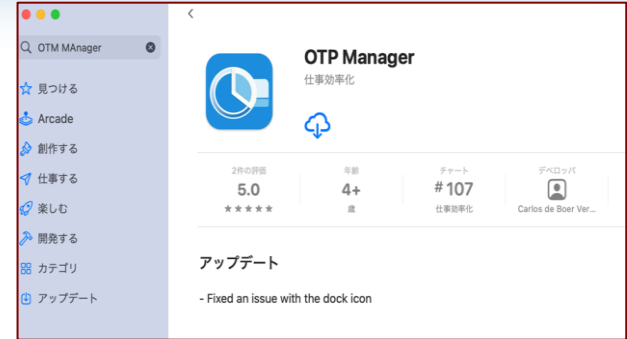 OTM MAnager
見つける
Arcade
創作する
仕事する
楽しむ
開発する
カテゴリ
アップデート
OTP Manager
仕事効率化
2件の評価
5.0
★★★★★
年齢
4+
歳
チャート
#107
仕事効率化
デベロッパ
Carlos de Boer Ver...
アップデート
- Fixed an issue with the dock icon